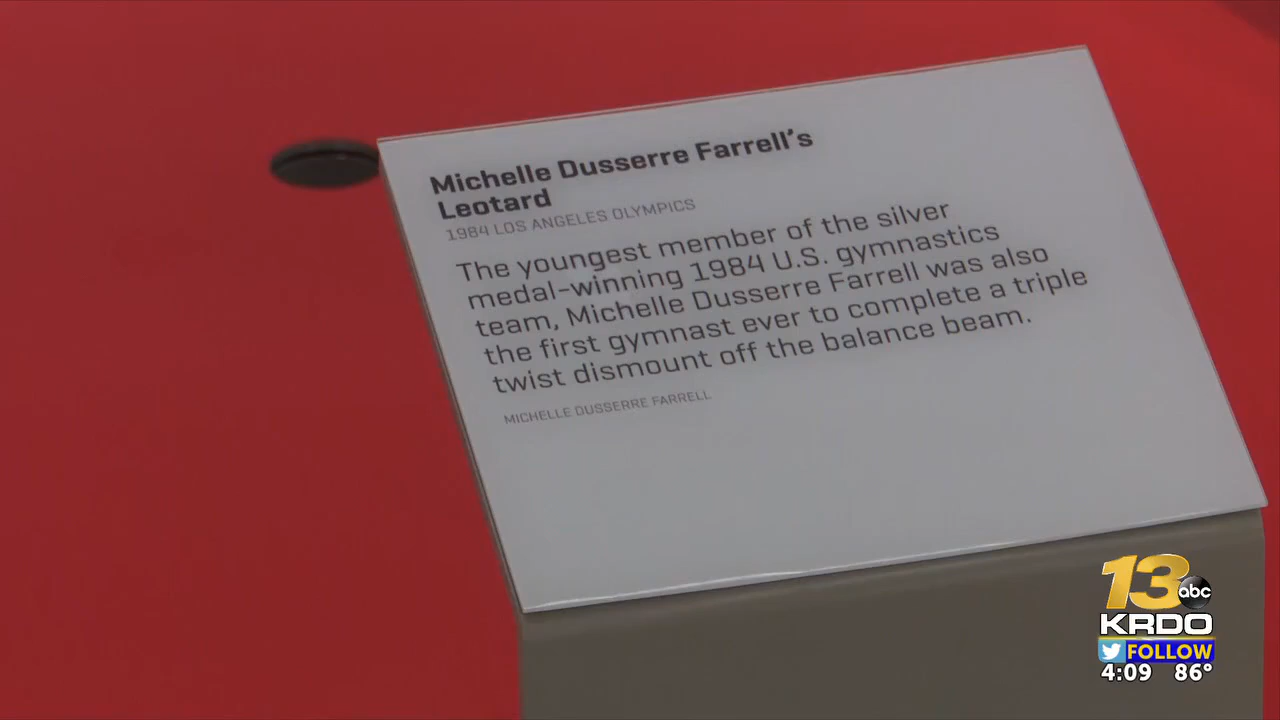 Michelle Dusserre Farrell's
Leotard
1984 LOS ANGELES OLYMPICS
The youngest member of the silver
medal-winning 1984 U.S. gymnastics
team, Michelle Dusserre Farrell was also
the first gymnast ever to complete a triple
twist dismount off the balance beam.
MICHELLE DUSSERRE FARRELL
13 abc
KRDO
FOLLOW
4:09 86°